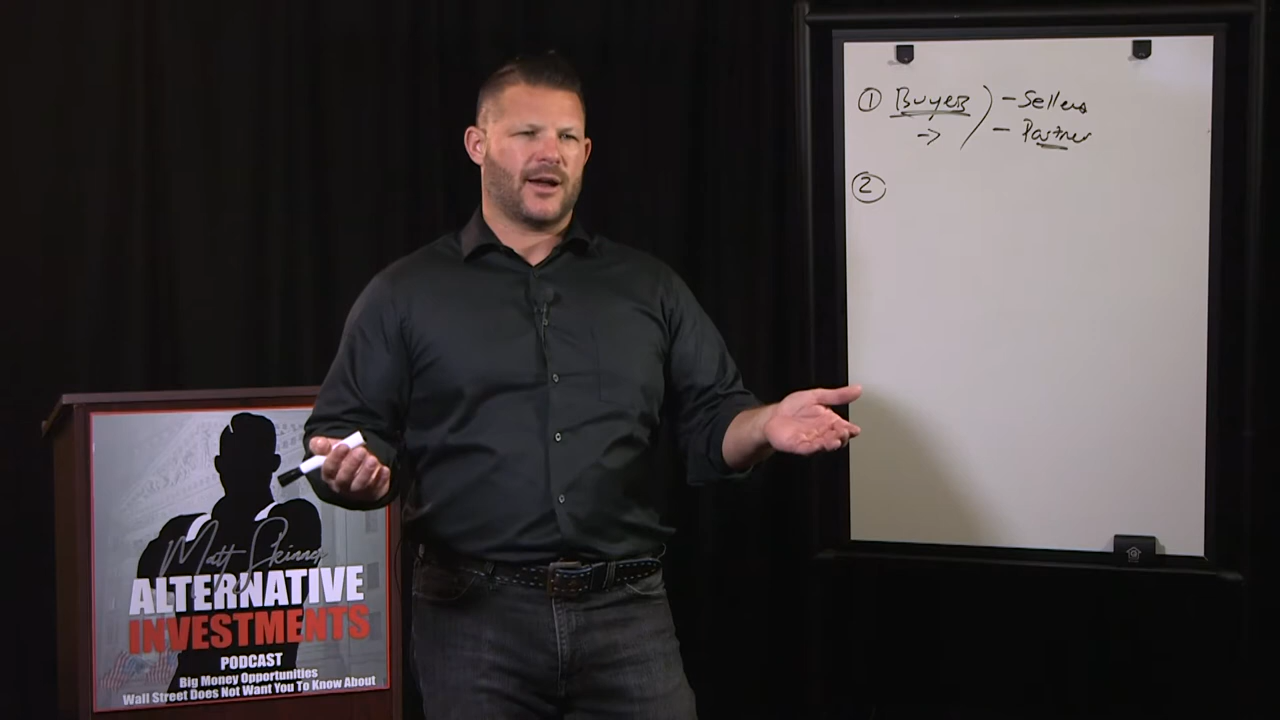 Matt Skinner
ALTERNATIVE
INVESTMENTS
PODCAST
Big Money Opportunities
Wall Street Does Not Want You To Know About
① Buyers ) - Sellers
→ - Partner
②